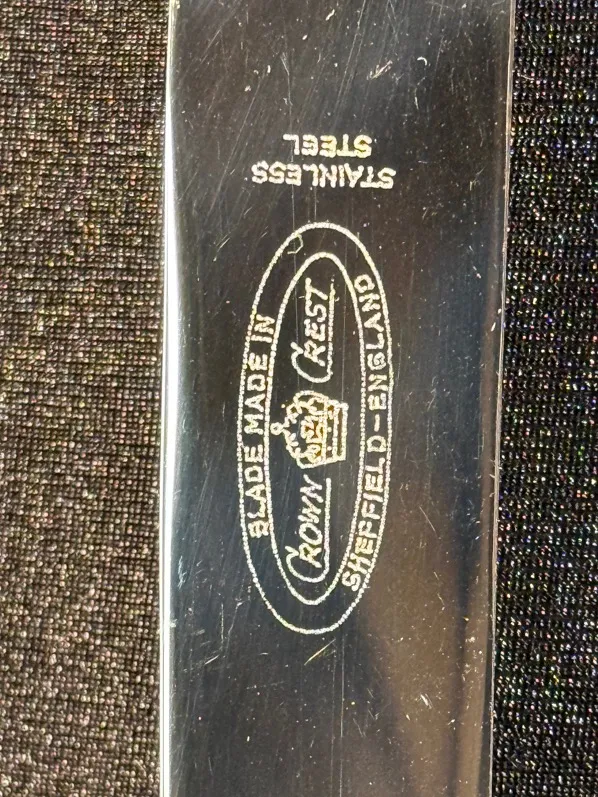 STAINLESS
STEEL
BLADE MADE IN
CROWN CREST
SHEFFIELD-ENGLAND